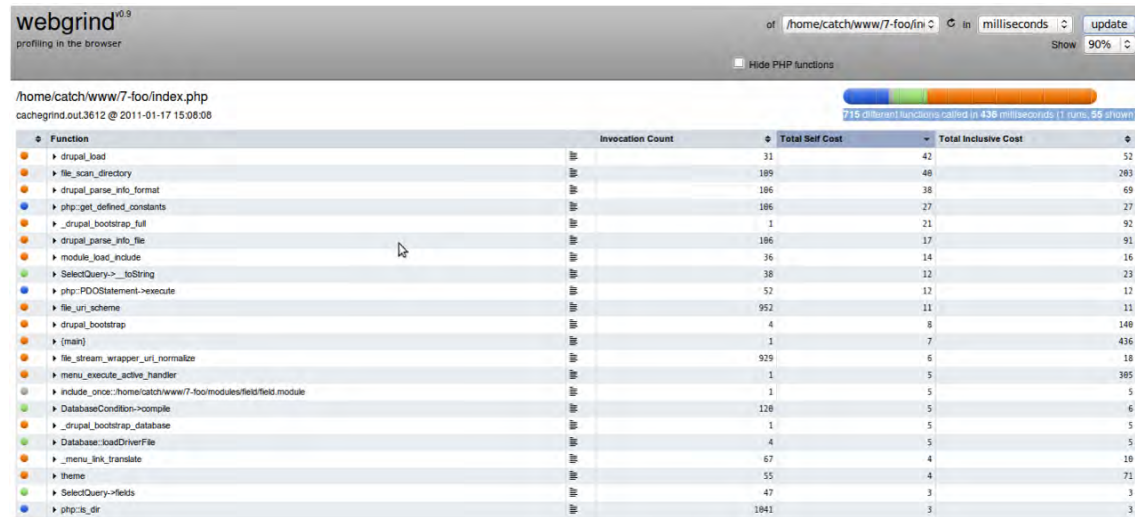 webgrind v0.9
profiling in the browser
of /home/catch/www/7-foo/in in milliseconds update
Show 90%
Hide PHP functions
/home/catch/www/7-foo/index.php
cachegrind.out.3612 @ 2011-01-17 15:08:08
715 different functions called in 436 milliseconds (1 runs, 55 shown
Function Invocation Count Total Self Cost Total Inclusive Cost
drupal_load 31 42 52
file_scan_directory 109 40 203
drupal_parse_info_format 106 38 69
php::get_defined_constants 106 27 27
_drupal_bootstrap_full 1 21 92
drupal_parse_info_file 106 17 91
module_load_include 36 14 16
SelectQuery->__toString 38 12 23
php::PDOStatement->execute 52 12 12
file_uri_scheme 952 11 11
drupal_bootstrap 4 8 140
{main} 1 7 436
file_stream_wrapper_uri_normalize 929 6 18
menu_execute_active_handler 1 5 305
include_once::/home/catch/www/7-foo/modules/field/field.module 1 5 5
DatabaseCondition->compile 120 5 6
_drupal_bootstrap_database 1 5 5
Database::loadDriverFile 4 5 5
_menu_link_translate 67 4 10
theme 55 4 71
SelectQuery->fields 47 3 3
php::is_dir 1041 3 3